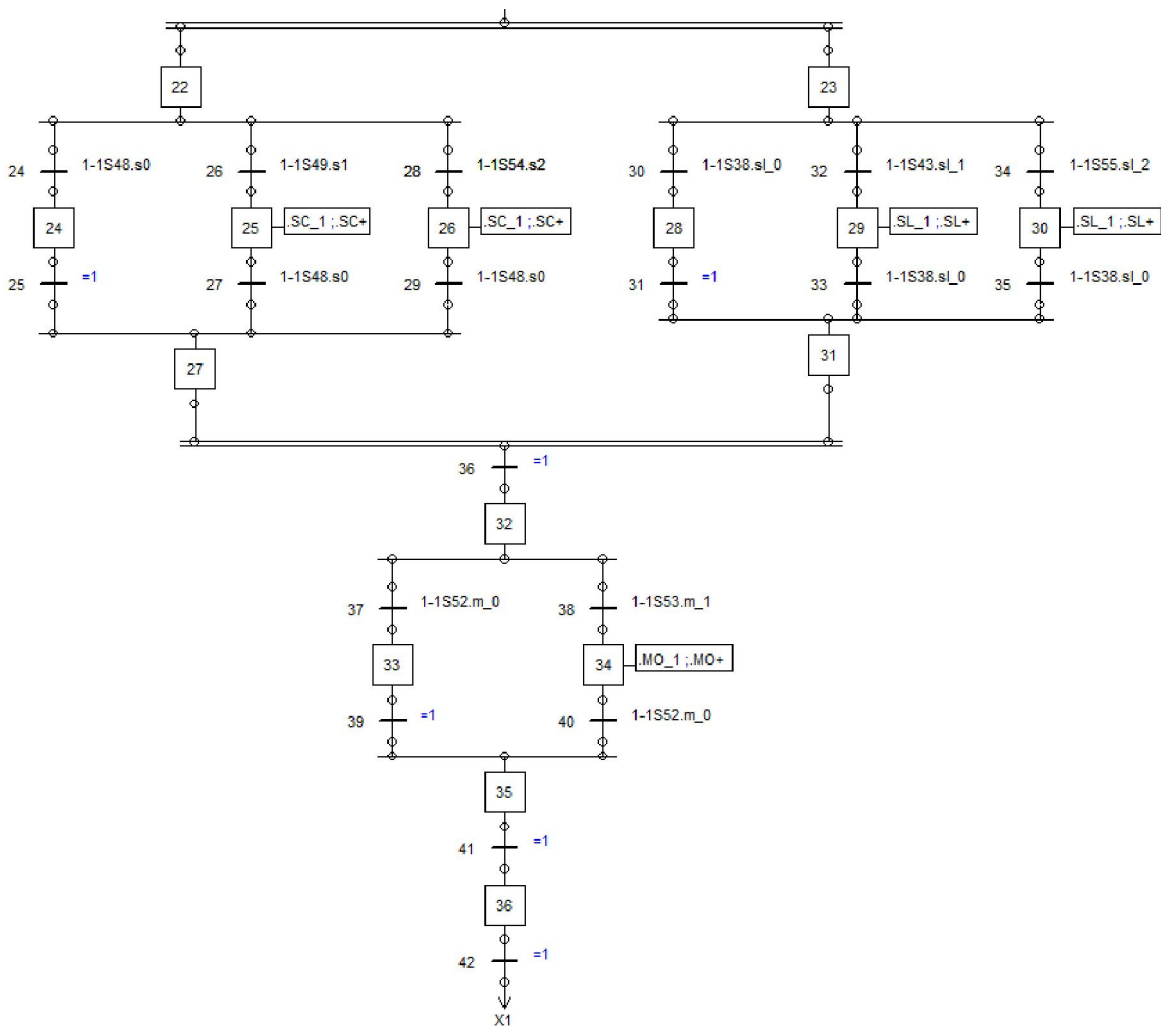 22 23
24 1-1S48.s0 26 1-1S49.s1 28 1-1S54.s2 30 1-1S38.sl_0 32 1-1S43.sl_1 34 1-1S55.sl_2
24 25 .SC_1 ;.SC+ 26 .SC_1 ;.SC+ 28 29 .SL_1 ;.SL+ 30 .SL_1 ;.SL+
25 =1 27 1-1S48.s0 29 1-1S48.s0 31 =1 33 1-1S38.sl_0 35 1-1S38.sl_0
27 31
36 =1
32
37 1-1S52.m_0 38 1-1S53.m_1
33 34 .MO_1 ;.MO+
39 =1 40 1-1S52.m_0
35
41 =1
36
42 =1
X1